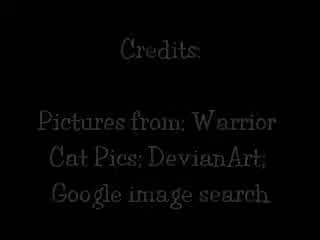 Credits:
Pictures from: Warrior
Cat Pics; DevianArt;
Google image search